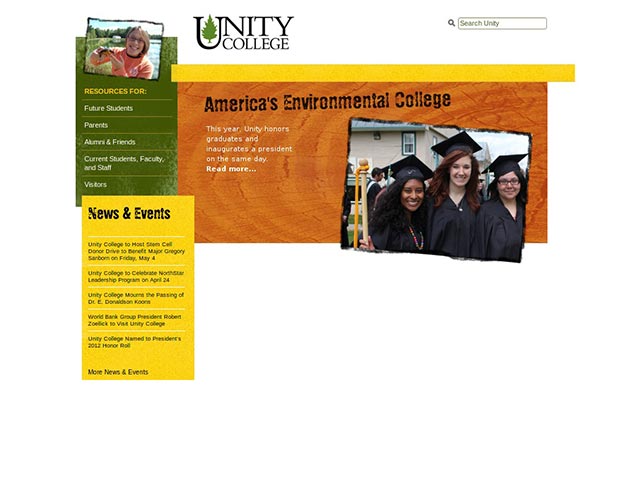 UNITY
COLLEGE
Search Unity
RESOURCES FOR:
Future Students
Parents
Alumni & Friends
Current Students, Faculty,
and Staff
Visitors
America's Environmental College
This year, Unity honors
graduates and
inaugurates a president
on the same day.
Read more...
News & Events
Unity College to Host Stem Cell
Donor Drive to Benefit Major Gregory
Sanborn on Friday, May 4
Unity College to Celebrate NorthStar
Leadership Program on April 24
Unity College Mourns the Passing of
Dr. E. Donaldson Koons
World Bank Group President Robert
Zoellick to Visit Unity College
Unity College Named to President's
2012 Honor Roll
More News & Events